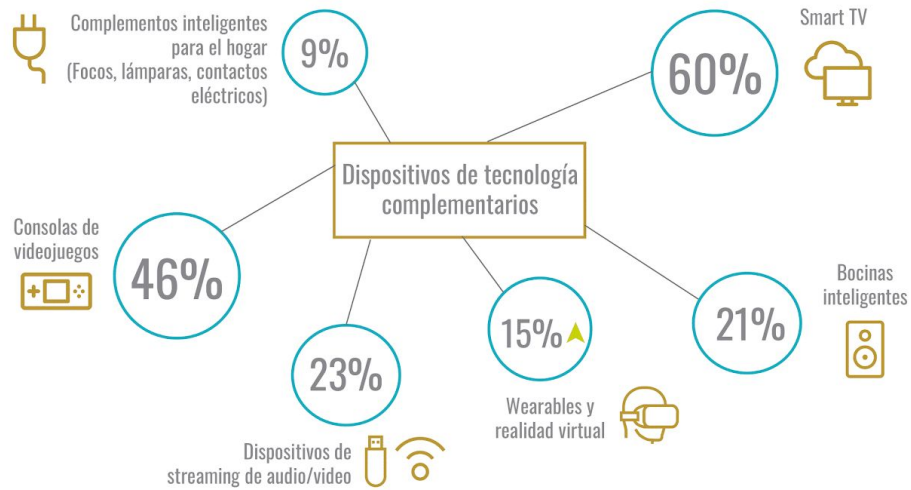 Complementos inteligentes
para el hogar
(Focos, lámparas, contactos
eléctricos)
9%
Smart TV
60%
Dispositivos de tecnología
complementarios
Consolas de
videojuegos
46%
23%
Dispositivos de
streaming de audio/video
15%
Wearables y
realidad virtual
21%
Bocinas
inteligentes